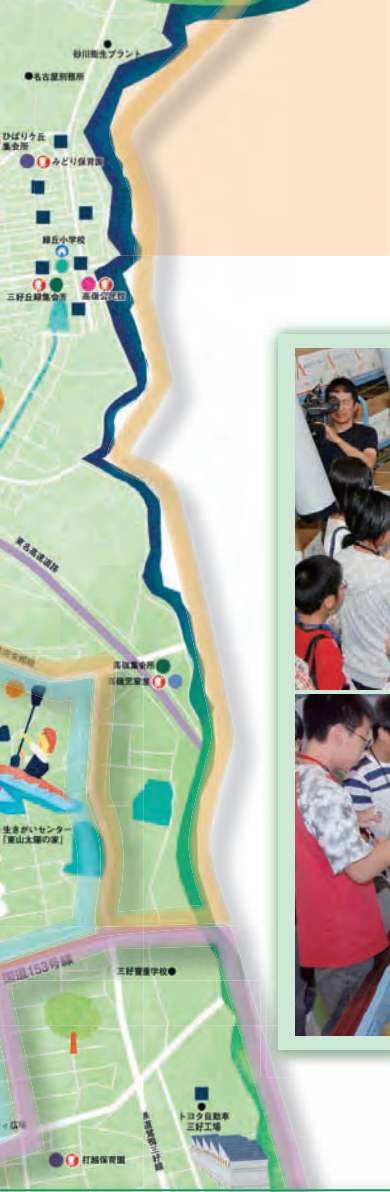 砂川衛生プラント
●名古屋刑務所
ひばりケ丘
集会所
みどり保育園
緑丘小学校
三好丘緑集会所
高嶺公民館
東名高速道路
高嶺集会所
高嶺児童館
生きがいセンター
「東山太陽の家」
国道153号線
三好養護学校●
トヨタ自動車
三好工場
打越保育園